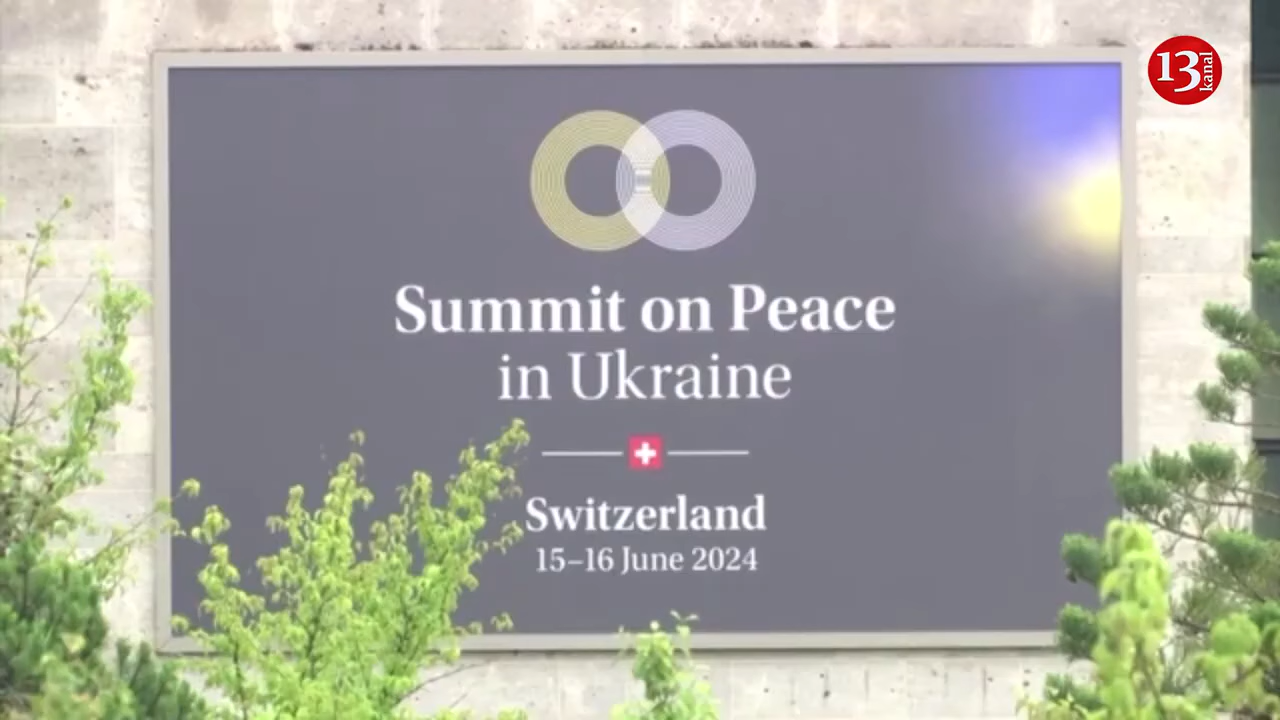 13 kanal
Summit on Peace
in Ukraine
Switzerland
15–16 June 2024